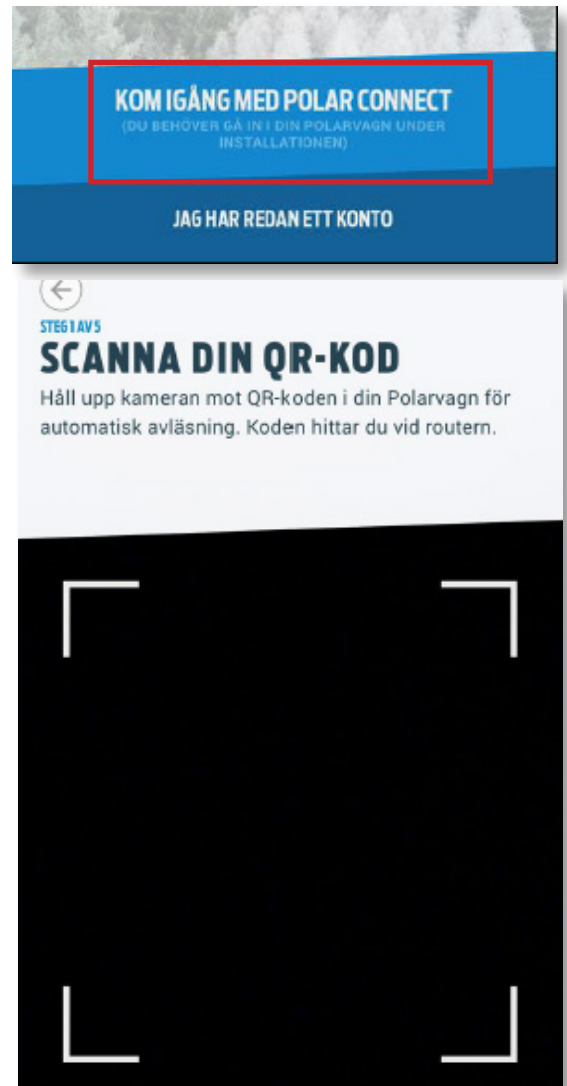 KOM IGÅNG MED POLAR CONNECT
(DU BEHÖVER GÅ IN I DIN POLARVAGN UNDER
INSTALLATIONEN)
JAG HAR REDAN ETT KONTO
STEG 1 AV 5
SCANNA DIN QR-KOD
Håll upp kameran mot QR-koden i din Polarvagn för
automatisk avläsning. Koden hittar du vid routern.